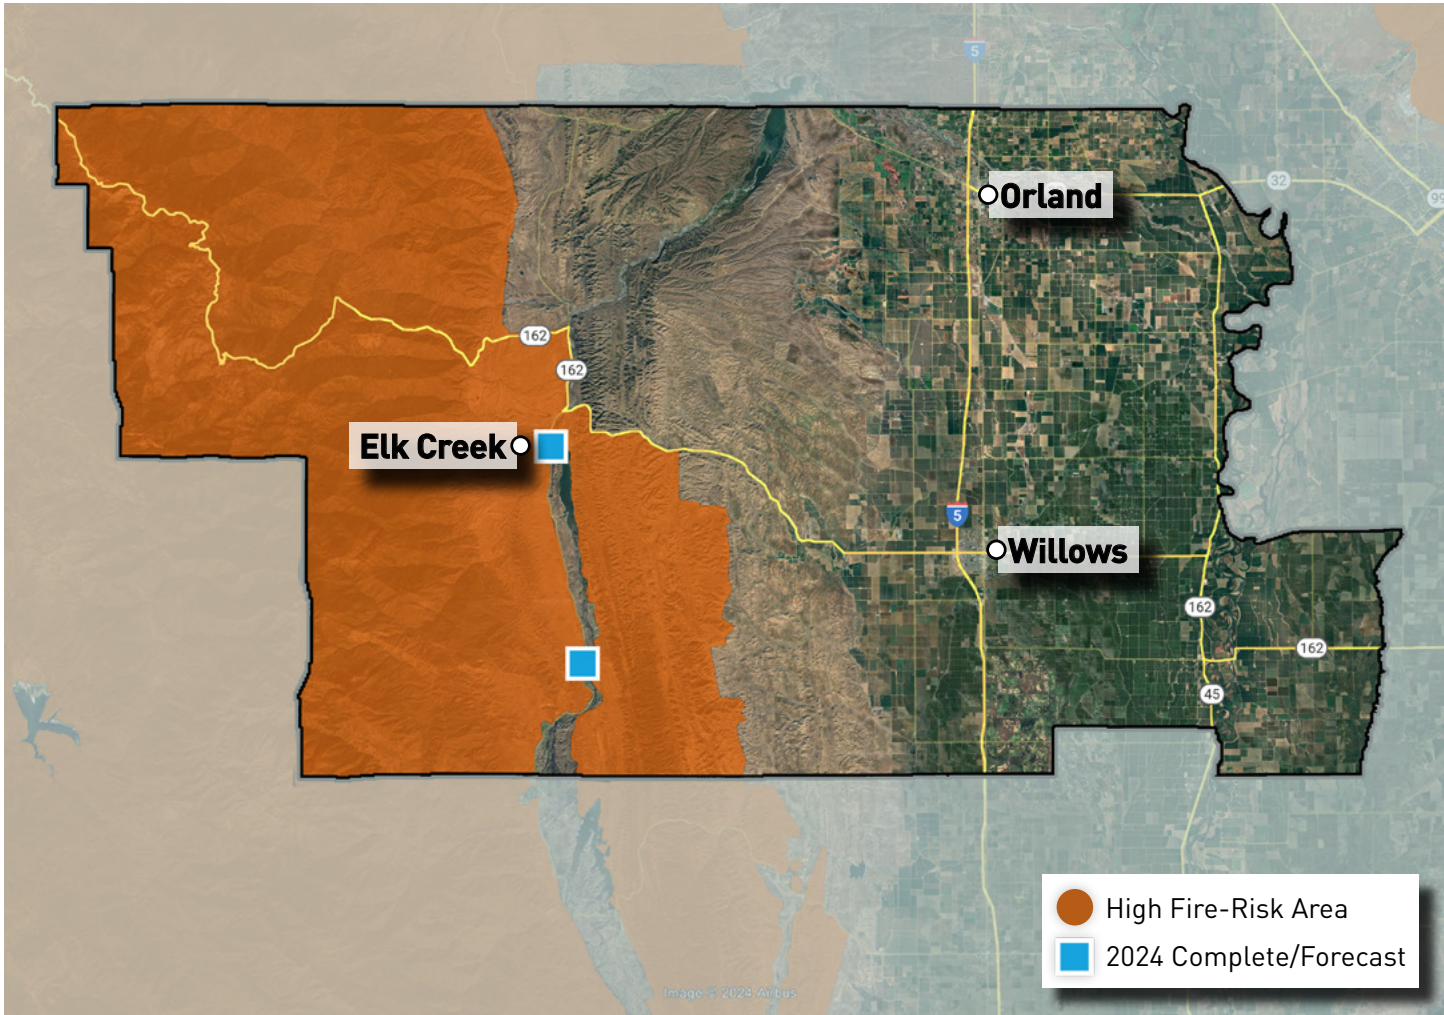 5
32
99
Orland
162
162
Elk Creek
5
Willows
162
162
45
High Fire-Risk Area
2024 Complete/Forecast
Image © 2024 Airbus